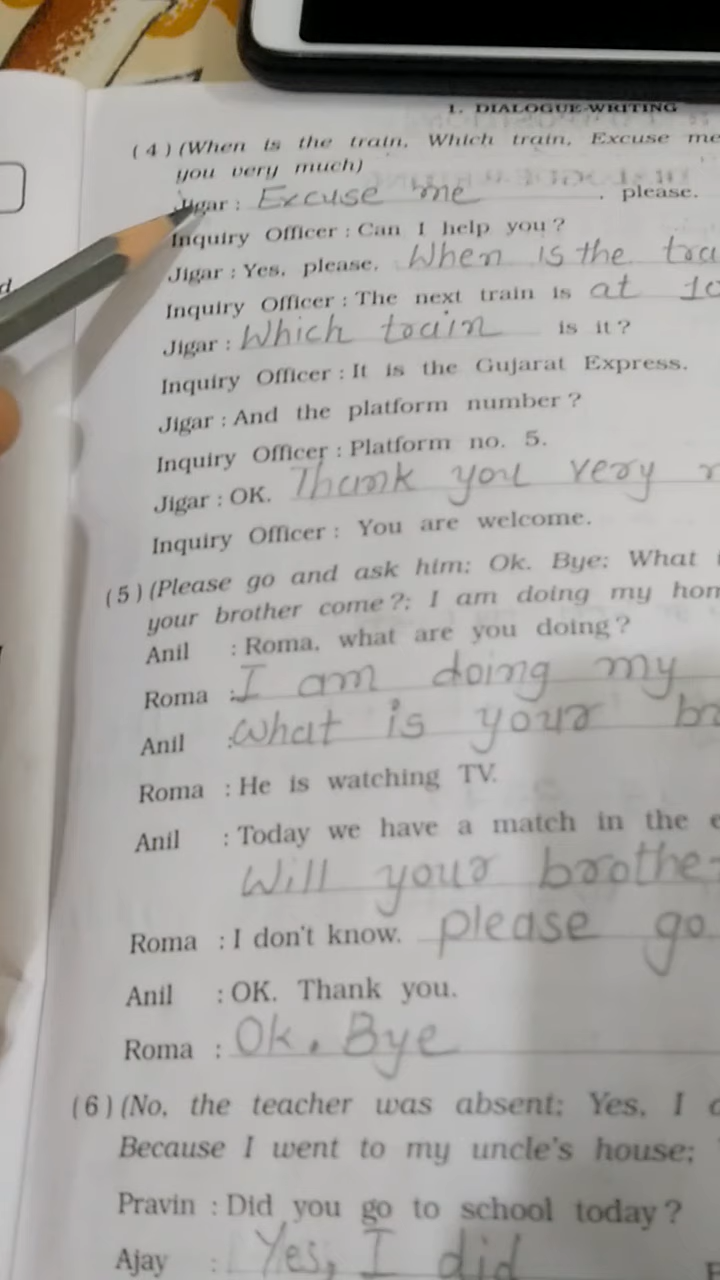 1. DIALOGUE-WRITING
(4) (When is the train, Which train, Excuse me
you very much)
Jigar : Excuse me . please.
Inquiry Officer : Can I help you?
Jigar : Yes, please. When is the
Inquiry Officer : The next train is at 10
Jigar : Which train is it?
Inquiry Officer : It is the Gujarat Express.
Jigar : And the platform number?
Inquiry Officer : Platform no. 5.
Jigar : OK. Thank you very
Inquiry Officer : You are welcome.
(5) (Please go and ask him; Ok. Bye; What
your brother come?; I am doing my
Anil : Roma, what are you doing?
Roma : I am doing my
Anil : What is your
Roma : He is watching TV.
Anil : Today we have a match in the
Will your
Roma : I don't know. please go
Anil : OK. Thank you.
Roma : Ok. Bye
(6) (No, the teacher was absent; Yes, I
Because I went to my uncle's house;
Pravin : Did you go to school today?
Ajay : Yes, I did